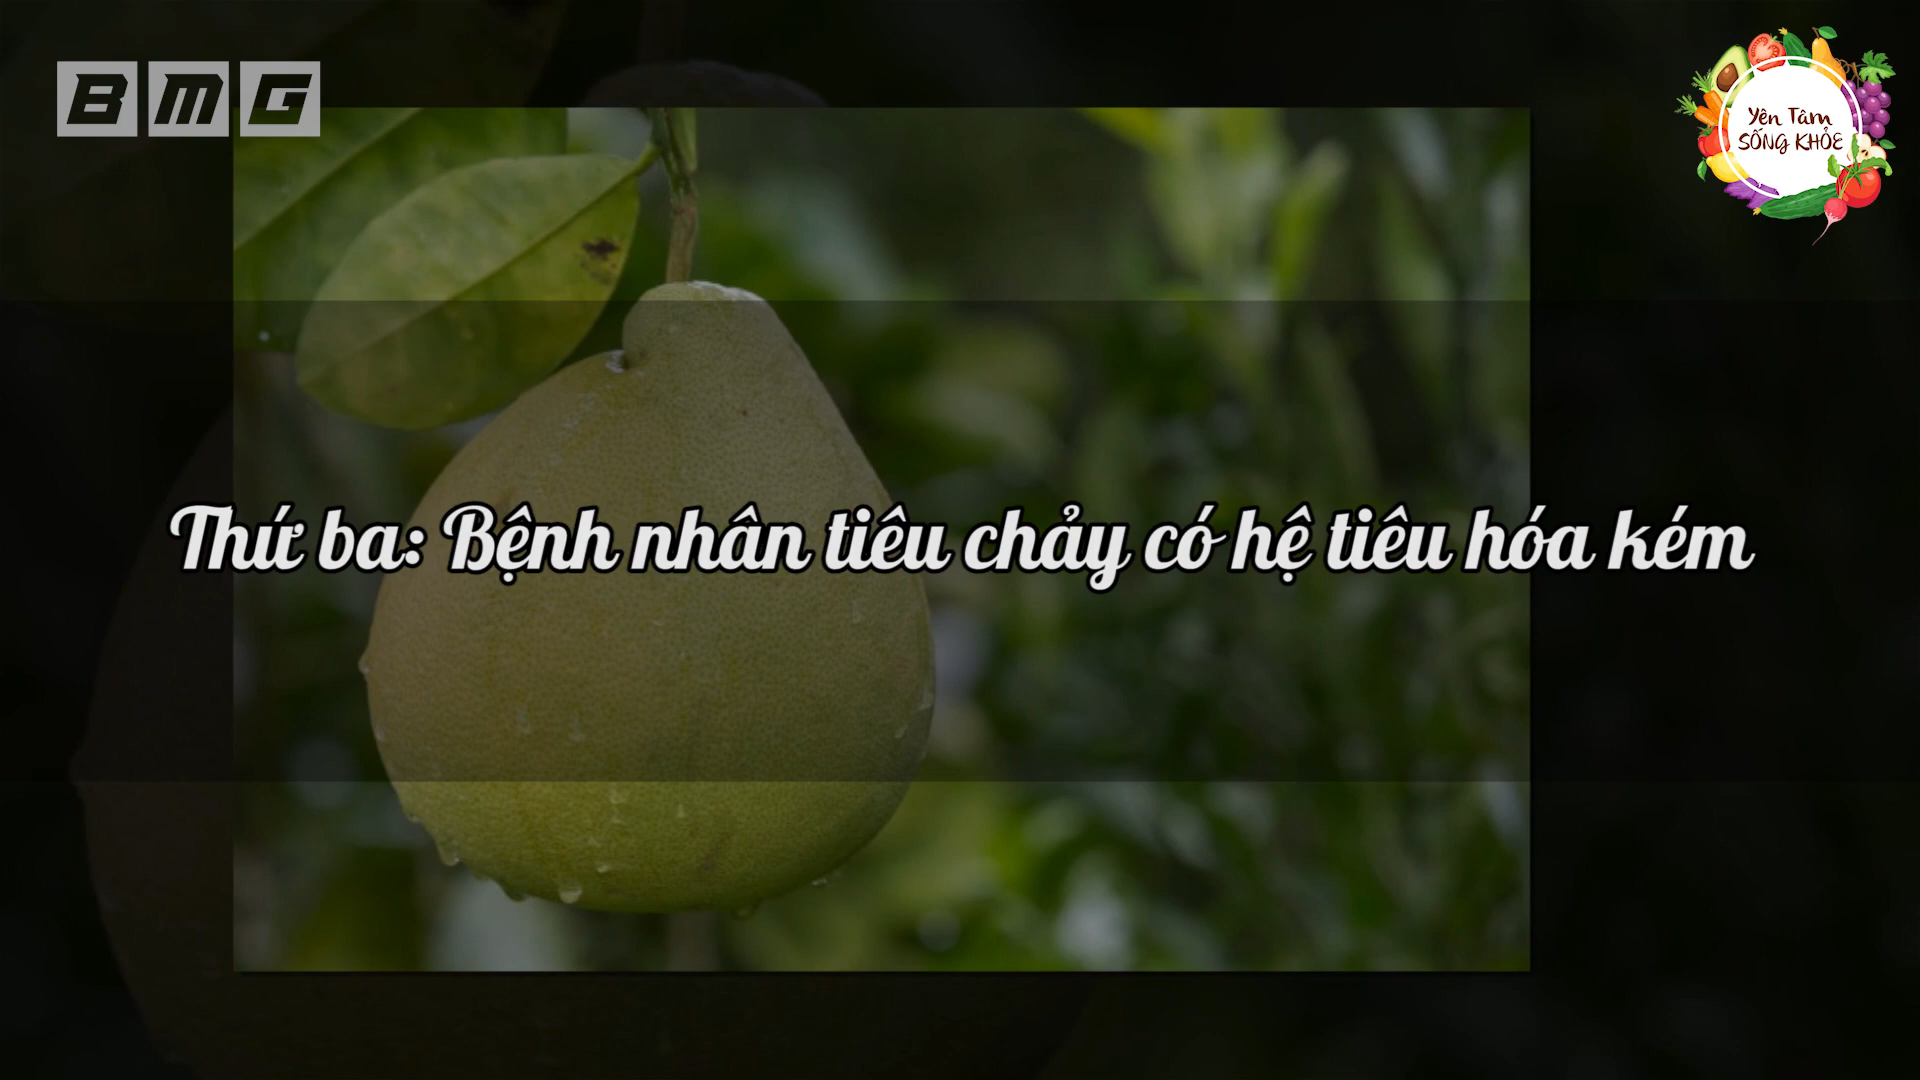 BMG
Yên Tâm
SỐNG KHỎE
Thứ ba: Bệnh nhân tiêu chảy có hệ tiêu hóa kém